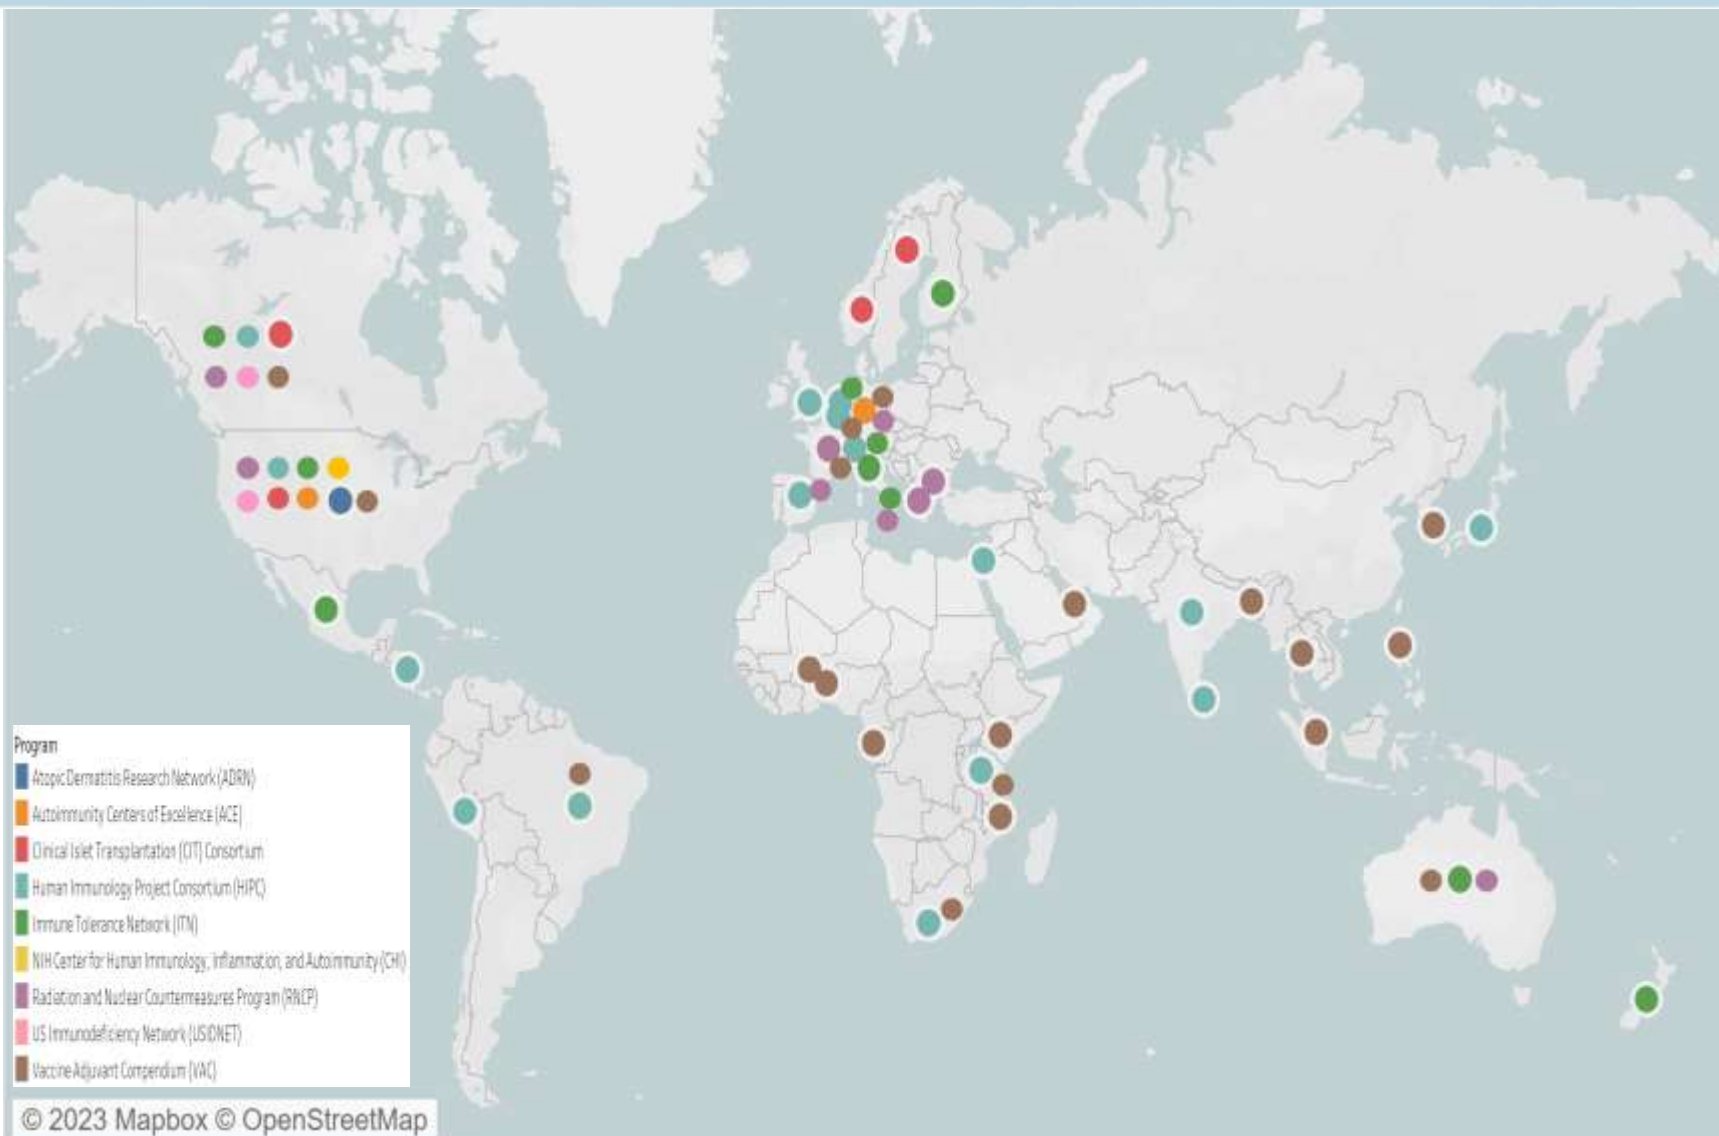 Program
Atopic Dermatitis Research Network (ADRN)
Autoimmunity Centers of Excellence (ACE)
Clinical Islet Transplantation (CIT) Consortium
Human Immunology Project Consortium (HIPC)
Immune Tolerance Network (ITN)
NIH Center for Human Immunology, Inflammation, and Autoimmunity (CHI)
Radiation and Nuclear Countermeasures Program (RNCP)
US Immunodeficiency Network (USIDNET)
Vaccine Adjuvant Compendium (VAC)
© 2023 Mapbox © OpenStreetMap